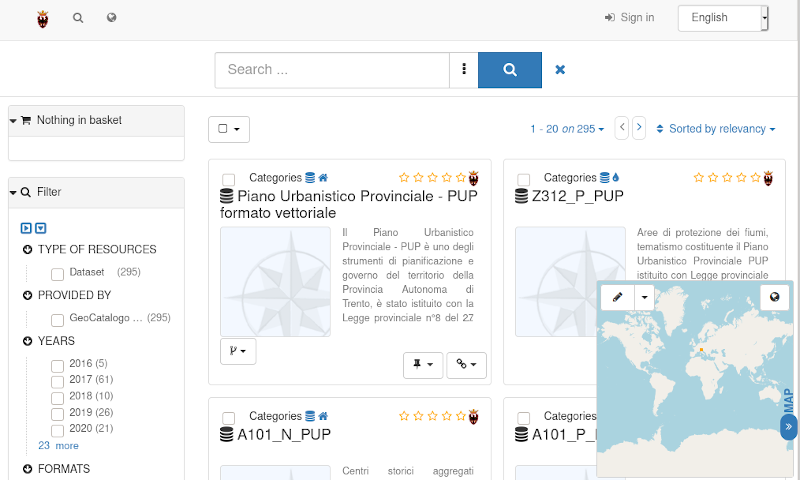 Sign in
English
Search ...
Nothing in basket
1 - 20 on 295
Sorted by relevancy
Filter
TYPE OF RESOURCES
Dataset (295)
PROVIDED BY
GeoCatalogo ... (295)
YEARS
2016 (5)
2017 (61)
2018 (10)
2019 (26)
2020 (21)
23 more
FORMATS
Categories
Piano Urbanistico Provinciale - PUP
formato vettoriale
Il Piano Urbanistico
Provinciale - PUP è uno degli
strumenti di pianificazione e
governo del territorio della
Provincia Autonoma di
Trento, è stato istituito con la
Legge provinciale n°8 del 27
Categories
Z312_P_PUP
Aree di protezione dei fiumi,
tematismo costituente il Piano
Urbanistico Provinciale PUP
istituito con Legge provinciale
MAP
Categories
A101_N_PUP
Centri storici aggregati
Categories
A101_P_